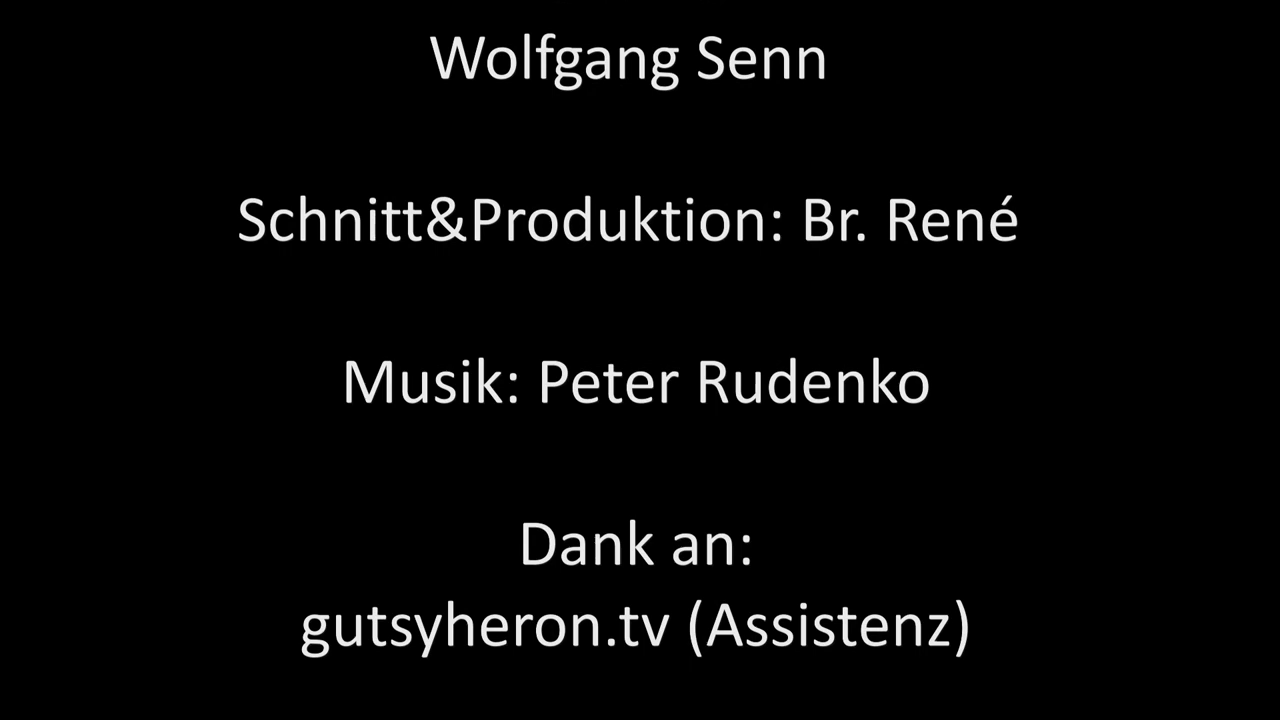 Wolfgang Senn
Schnitt&Produktion: Br. René
Musik: Peter Rudenko
Dank an:
gutsyheron.tv (Assistenz)